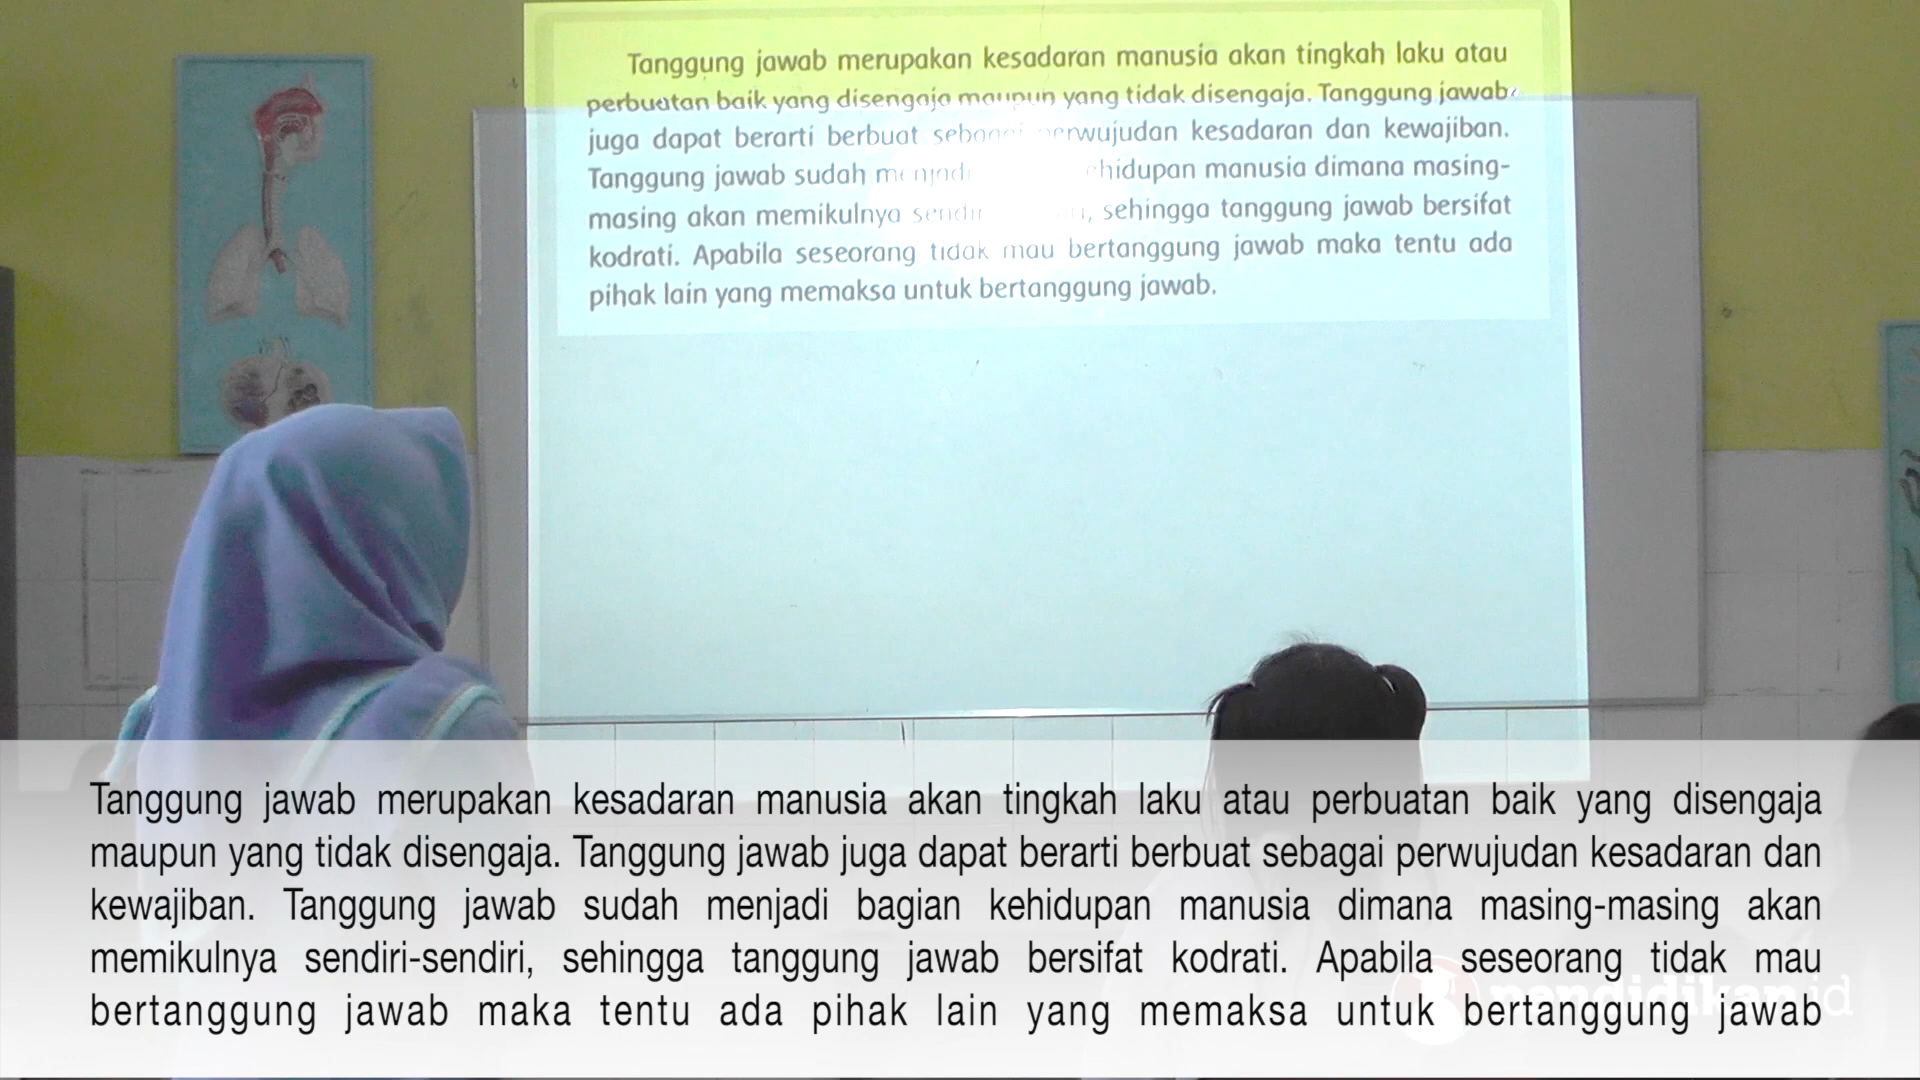 Tanggung jawab merupakan kesadaran manusia akan tingkah laku atau
perbuatan baik yang disengaja maupun yang tidak disengaja. Tanggung jawab
juga dapat berarti berbuat sebagai perwujudan kesadaran dan kewajiban.
Tanggung jawab sudah menjadi kehidupan manusia dimana masing-
masing akan memikulnya sehingga tanggung jawab bersifat
kodrati. Apabila seseorang tidak mau bertanggung jawab maka tentu ada
pihak lain yang memaksa untuk bertanggung jawab.
Tanggung jawab merupakan kesadaran manusia akan tingkah laku atau perbuatan baik yang disengaja
maupun yang tidak disengaja. Tanggung jawab juga dapat berarti berbuat sebagai perwujudan kesadaran dan
kewajiban. Tanggung jawab sudah menjadi bagian kehidupan manusia dimana masing-masing akan
memikulnya sendiri-sendiri, sehingga tanggung jawab bersifat kodrati. Apabila seseorang tidak mau
bertanggung jawab maka tentu ada pihak lain yang memaksa untuk bertanggung jawab
pendidikan.id